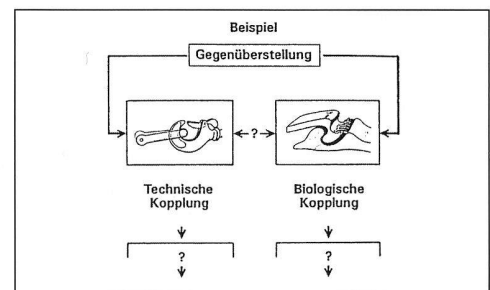 Beispiel
Gegenüberstellung
?
Technische
Kopplung
Biologische
Kopplung
?
?